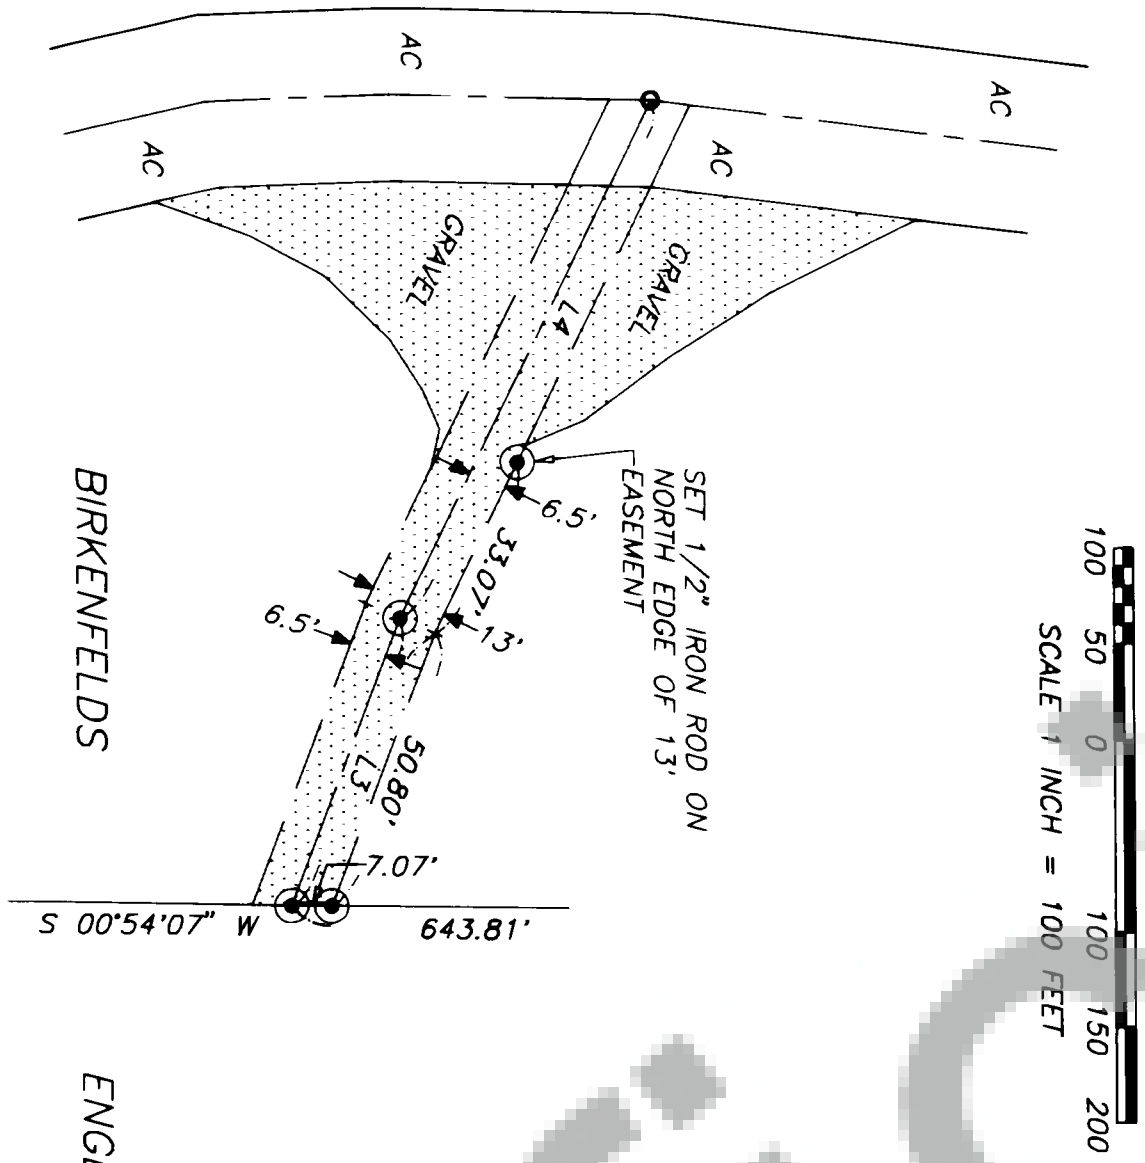 AC
AC
AC
AC
GRAVEL
GRAVEL
L4
SET 1/2" IRON ROD ON
NORTH EDGE OF 13'
EASEMENT
6.5'
33.07'
13'
6.5'
50.80'
L3
7.07'
S 00°54'07" W
643.81'
BIRKENFELDS
100 50 0 100 150 200
SCALE 1 INCH = 100 FEET